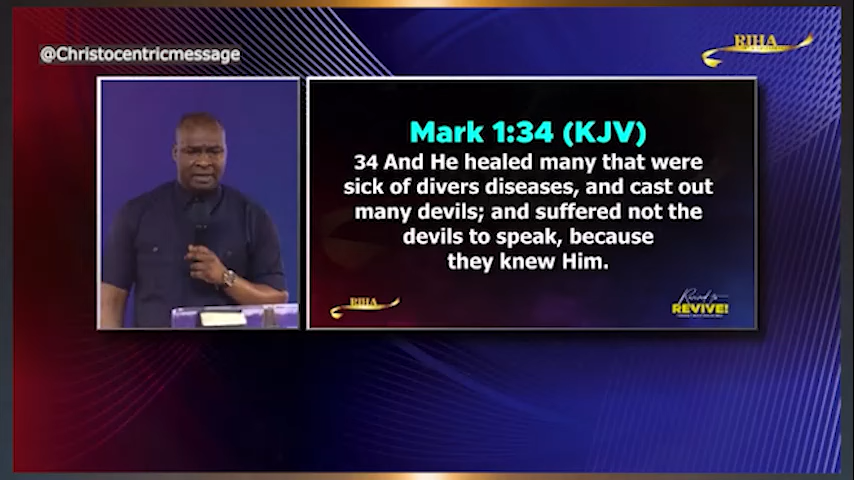 @Christocentricmessage
RIHA
Mark 1:34 (KJV)
34 And He healed many that were
sick of divers diseases, and cast out
many devils; and suffered not the
devils to speak, because
they knew Him.
RIHA
REVIVE!